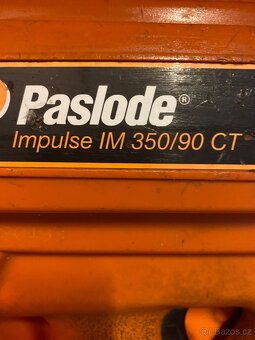 Paslode®
Impulse IM 350/90 CT
© Bazos.cz